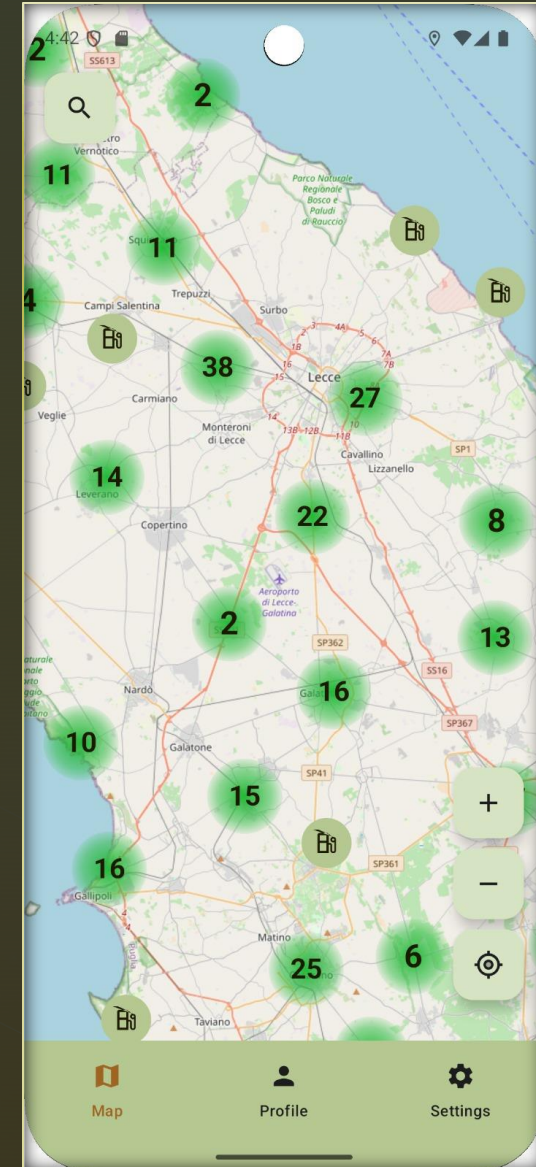 4:42
2
SS613
2
Vernotico
11
Parco Naturale
Regionale
Bosco e
Paludi
di Rauccio
11
4
Campi Salentina
Trepuzzi
Surbo
3
4A
5
6
7A
7B
2
1B
16
15
38
Lecce
27
Veglie
Carmiano
14
10
13B
12B
11B
Monteroni
di Lecce
Cavallino
SP1
Lizzanello
14
Leverano
22
8
Copertino
Aeroporto
di Lecce-
Galatina
2
13
SP362
16
SS16
Nardò
SP367
10
Galatone
SP41
15
+
SP361
16
−
Gallipoli
Matino
6
25
Taviano
Map
Profile
Settings